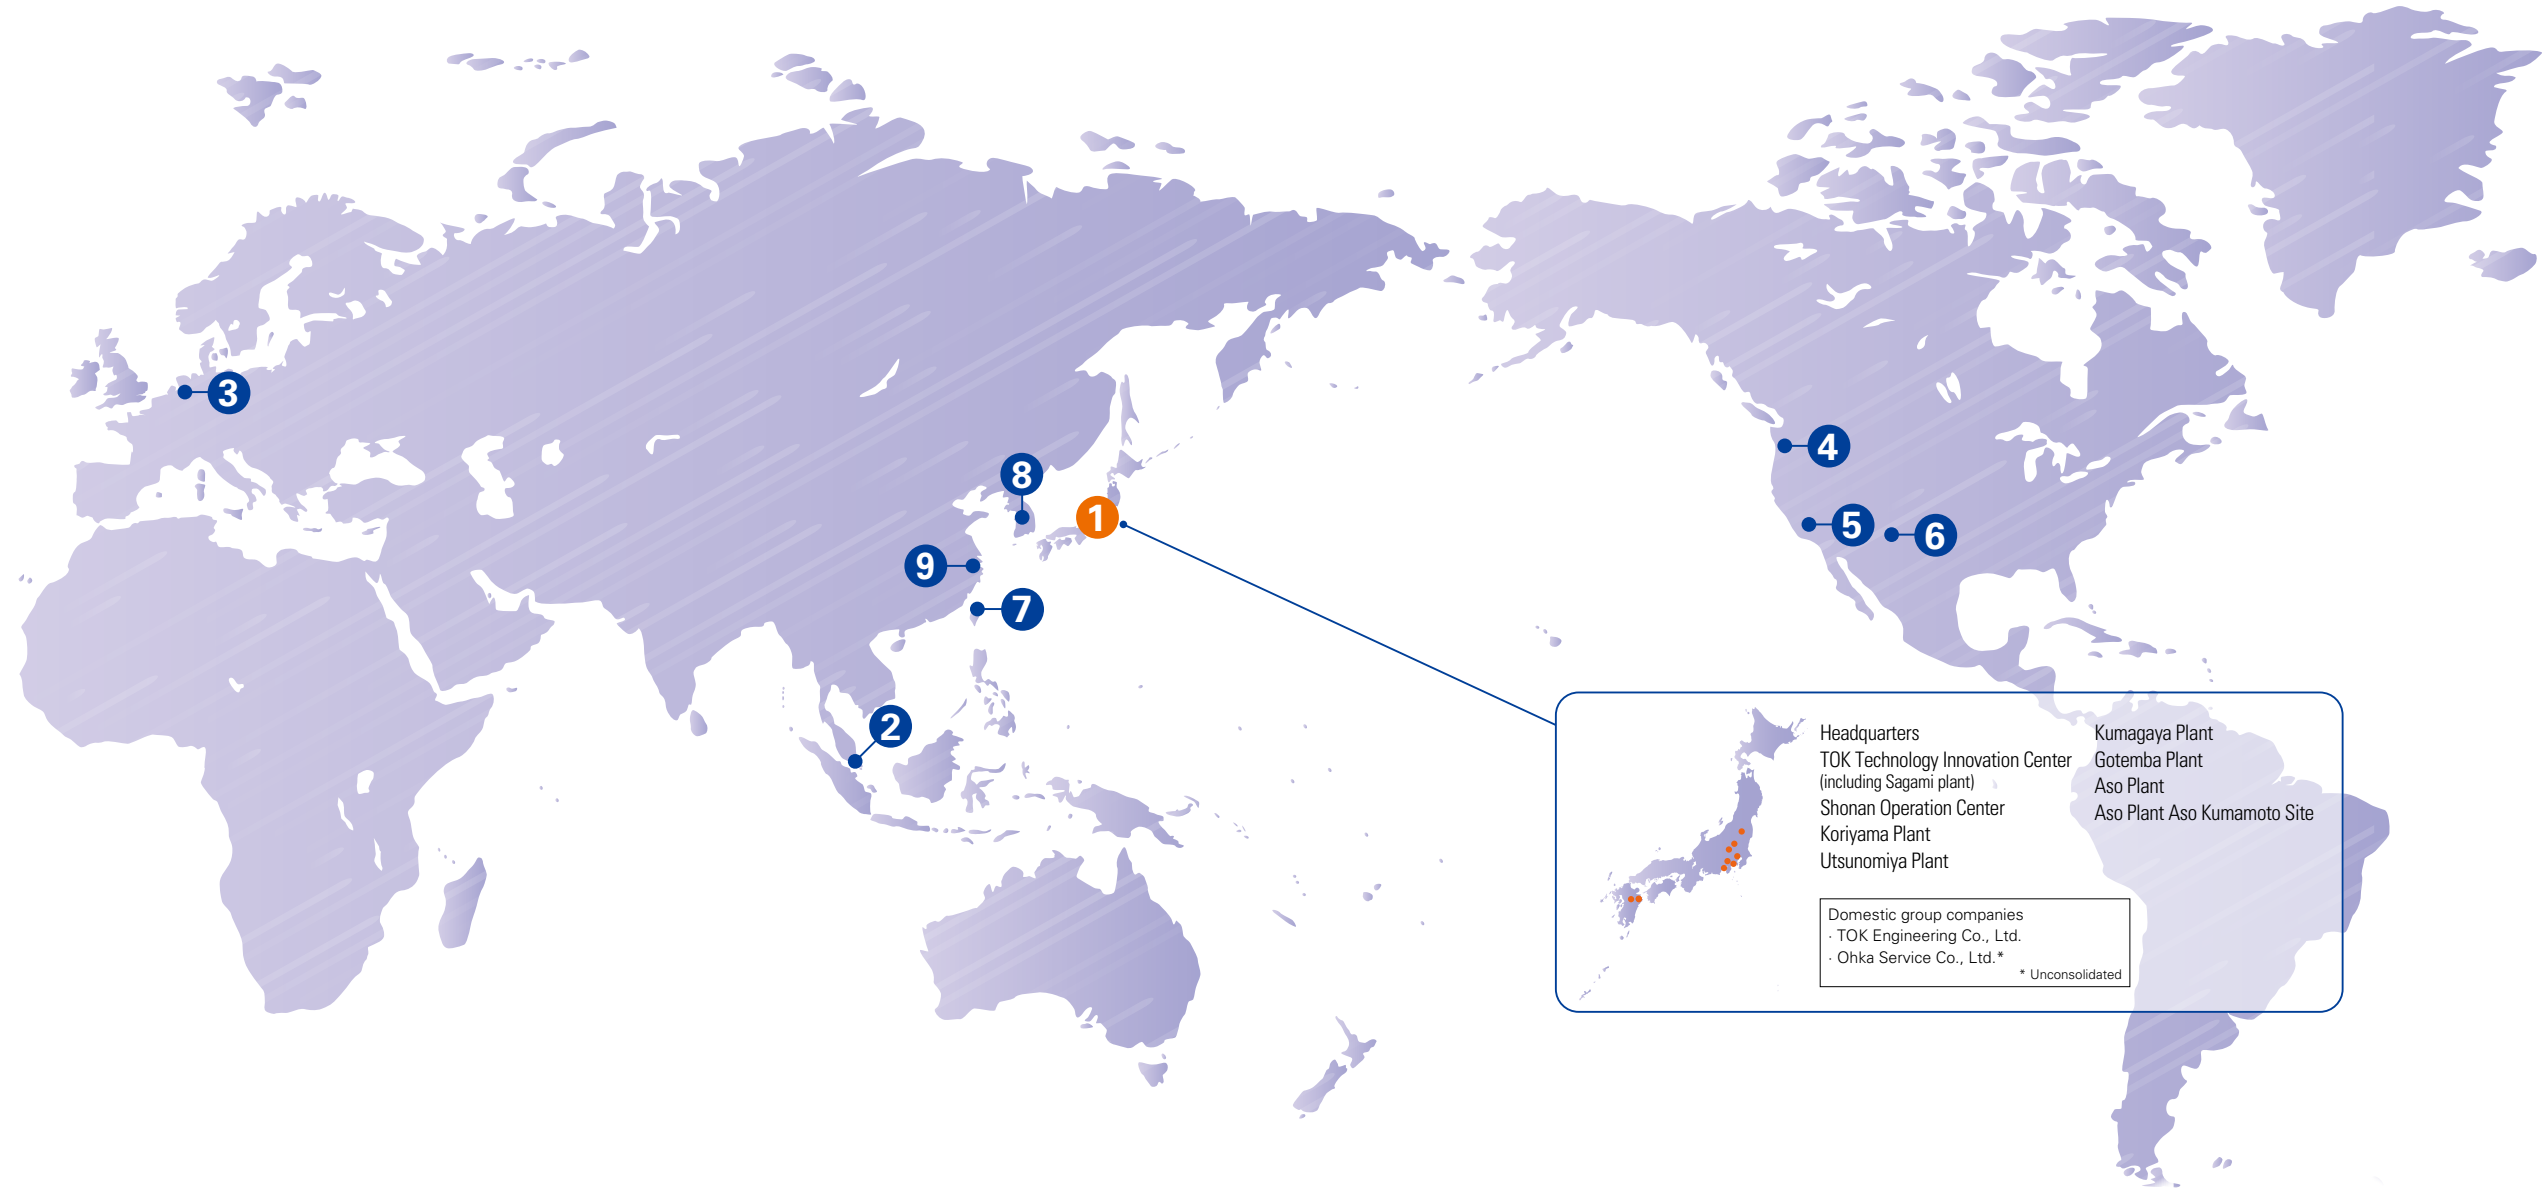 3
8
1
9
7
2
4
5
6
Headquarters
TOK Technology Innovation Center
(including Sagami plant)
Shonan Operation Center
Koriyama Plant
Utsunomiya Plant
Kumagaya Plant
Gotemba Plant
Aso Plant
Aso Plant Aso Kumamoto Site
Domestic group companies
· TOK Engineering Co., Ltd.
· Ohka Service Co., Ltd.*
* Unconsolidated